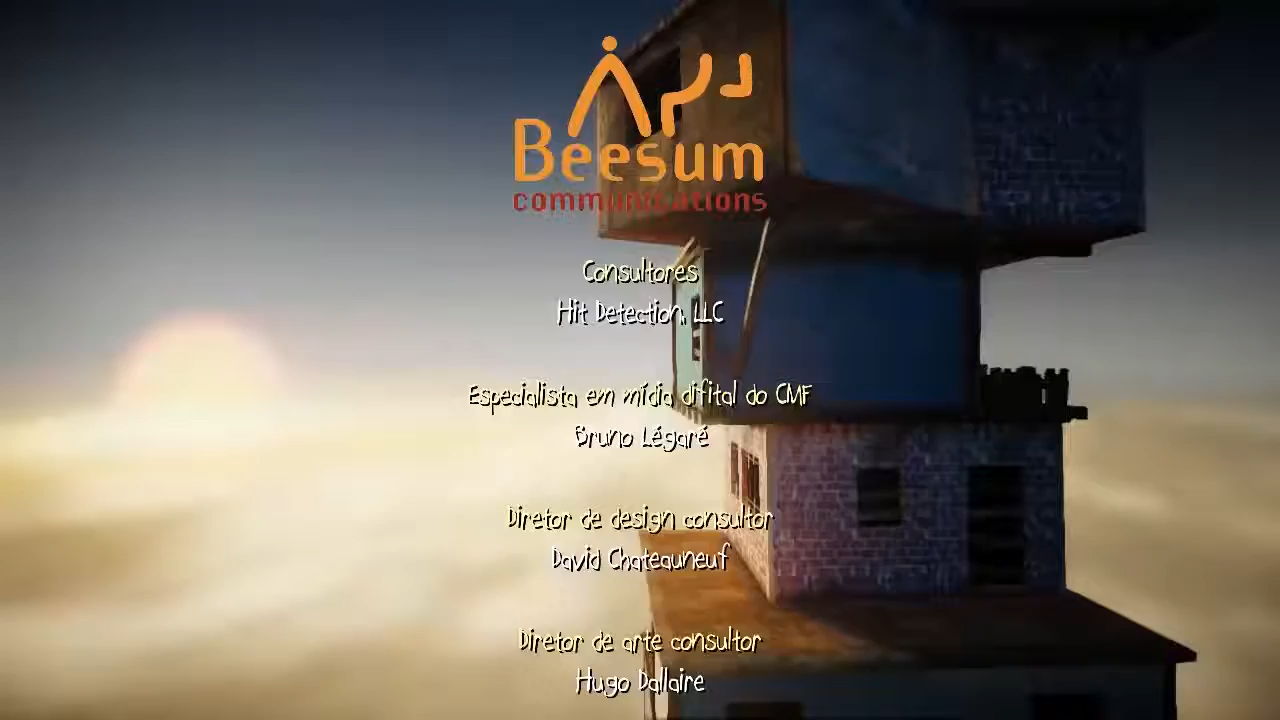 Beesum
communications
Consultores
Hit Detection, LLC
Especialista em mídia difital do CMF
Bruno Légaré
Diretor de design consultor
David Chateauneuf
Diretor de arte consultor
Hugo Dallaire